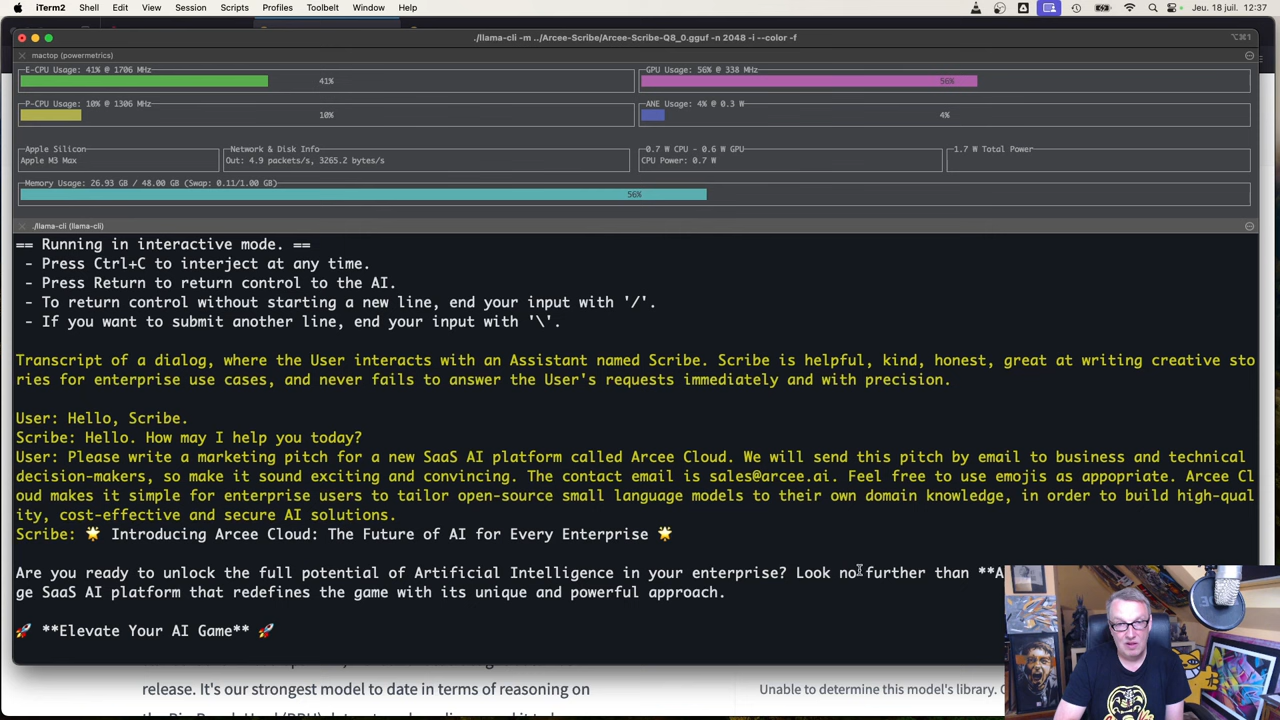 iTerm2 Shell Edit View Session Scripts Profiles Toolbelt Window Help Jeu. 18 juil. 12:37
./llama-cli -m ../Arcee-Scribe/Arcee-Scribe-Q8_0.gguf -n 2048 -i --color -f ⌥⌘1
mactop (powermetrics)
E-CPU Usage: 41% @ 1706 MHz
41%
GPU Usage: 56% @ 338 MHz
56%
P-CPU Usage: 10% @ 1306 MHz
10%
ANE Usage: 4% @ 0.3 W
4%
Apple Silicon
Apple M3 Max
Network & Disk Info
Out: 4.9 packets/s, 3265.2 bytes/s
0.7 W CPU - 0.6 W GPU
CPU Power: 0.7 W
1.7 W Total Power
Memory Usage: 26.93 GB / 48.00 GB (Swap: 0.11/1.00 GB)
56%
./llama-cli (llama-cli)
== Running in interactive mode. ==
- Press Ctrl+C to interject at any time.
- Press Return to return control to the AI.
- To return control without starting a new line, end your input with '/'.
- If you want to submit another line, end your input with '\'.
Transcript of a dialog, where the User interacts with an Assistant named Scribe. Scribe is helpful, kind, honest, great at writing creative sto
ries for enterprise use cases, and never fails to answer the User's requests immediately and with precision.
User: Hello, Scribe.
Scribe: Hello. How may I help you today?
User: Please write a marketing pitch for a new SaaS AI platform called Arcee Cloud. We will send this pitch by email to business and technical
decision-makers, so make it sound exciting and convincing. The contact email is sales@arcee.ai. Feel free to use emojis as appopriate. Arcee Cl
oud makes it simple for enterprise users to tailor open-source small language models to their own domain knowledge, in order to build high-qual
ity, cost-effective and secure AI solutions.
Scribe: 🌟 Introducing Arcee Cloud: The Future of AI for Every Enterprise 🌟
Are you ready to unlock the full potential of Artificial Intelligence in your enterprise? Look no further than **A
ge SaaS AI platform that redefines the game with its unique and powerful approach.
🚀 **Elevate Your AI Game** 🚀
release. It's our strongest model to date in terms of reasoning on
Unable to determine this model's library.